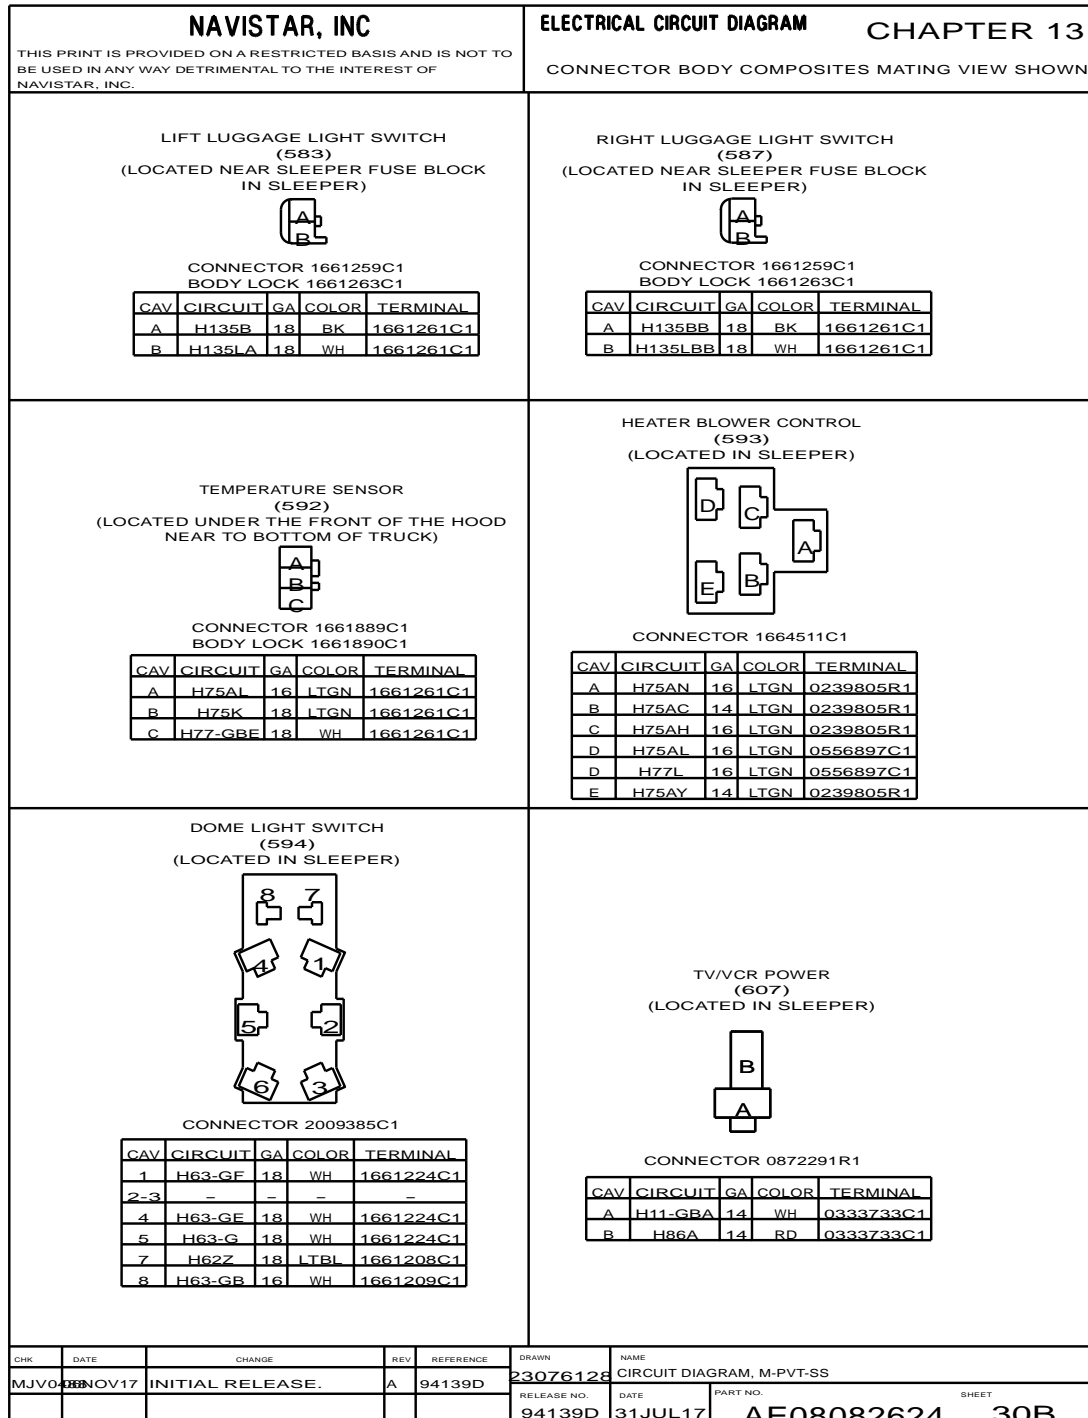 NAVISTAR, INC
THIS PRINT IS PROVIDED ON A RESTRICTED BASIS AND IS NOT TO
BE USED IN ANY WAY DETRIMENTAL TO THE INTEREST OF
NAVISTAR, INC.
ELECTRICAL CIRCUIT DIAGRAM
CHAPTER 13
CONNECTOR BODY COMPOSITES MATING VIEW SHOWN
LIFT LUGGAGE LIGHT SWITCH
(583)
(LOCATED NEAR SLEEPER FUSE BLOCK
IN SLEEPER)
A
B
CONNECTOR 1661259C1
BODY LOCK 1661263C1
CAV CIRCUIT GA COLOR TERMINAL
A H135B 18 BK 1661261C1
B H135LA 18 WH 1661261C1
RIGHT LUGGAGE LIGHT SWITCH
(587)
(LOCATED NEAR SLEEPER FUSE BLOCK
IN SLEEPER)
A
B
CONNECTOR 1661259C1
BODY LOCK 1661263C1
CAV CIRCUIT GA COLOR TERMINAL
A H135BB 18 BK 1661261C1
B H135LBB 18 WH 1661261C1
TEMPERATURE SENSOR
(592)
(LOCATED UNDER THE FRONT OF THE HOOD
NEAR TO BOTTOM OF TRUCK)
A
B
C
CONNECTOR 1661889C1
BODY LOCK 1661890C1
CAV CIRCUIT GA COLOR TERMINAL
A H75AL 16 LTGN 1661261C1
B H75K 18 LTGN 1661261C1
C H77-GBE 18 WH 1661261C1
HEATER BLOWER CONTROL
(593)
(LOCATED IN SLEEPER)
D C
A
E B
CONNECTOR 1664511C1
CAV CIRCUIT GA COLOR TERMINAL
A H75AN 16 LTGN 0239805R1
B H75AC 14 LTGN 0239805R1
C H75AH 16 LTGN 0239805R1
D H75AL 16 LTGN 0556897C1
D H77L 16 LTGN 0556897C1
E H75AY 14 LTGN 0239805R1
DOME LIGHT SWITCH
(594)
(LOCATED IN SLEEPER)
8 7
4 1
5 2
6 3
CONNECTOR 2009385C1
CAV CIRCUIT GA COLOR TERMINAL
1 H63-GF 18 WH 1661224C1
2-3 – – – –
4 H63-GE 18 WH 1661224C1
5 H63-G 18 WH 1661224C1
7 H62Z 18 LTBL 1661208C1
8 H63-GB 16 WH 1661209C1
TV/VCR POWER
(607)
(LOCATED IN SLEEPER)
B
A
CONNECTOR 0872291R1
CAV CIRCUIT GA COLOR TERMINAL
A H11-GBA 14 WH 0333733C1
B H86A 14 RD 0333733C1
CHK DATE CHANGE REV REFERENCE
INITIAL RELEASE. A 94139D
DRAWN
23076128
NAME
CIRCUIT DIAGRAM, M-PVT-SS
RELEASE NO. DATE PART NO. SHEET
94139D 31JUL17 AE08082624 30B